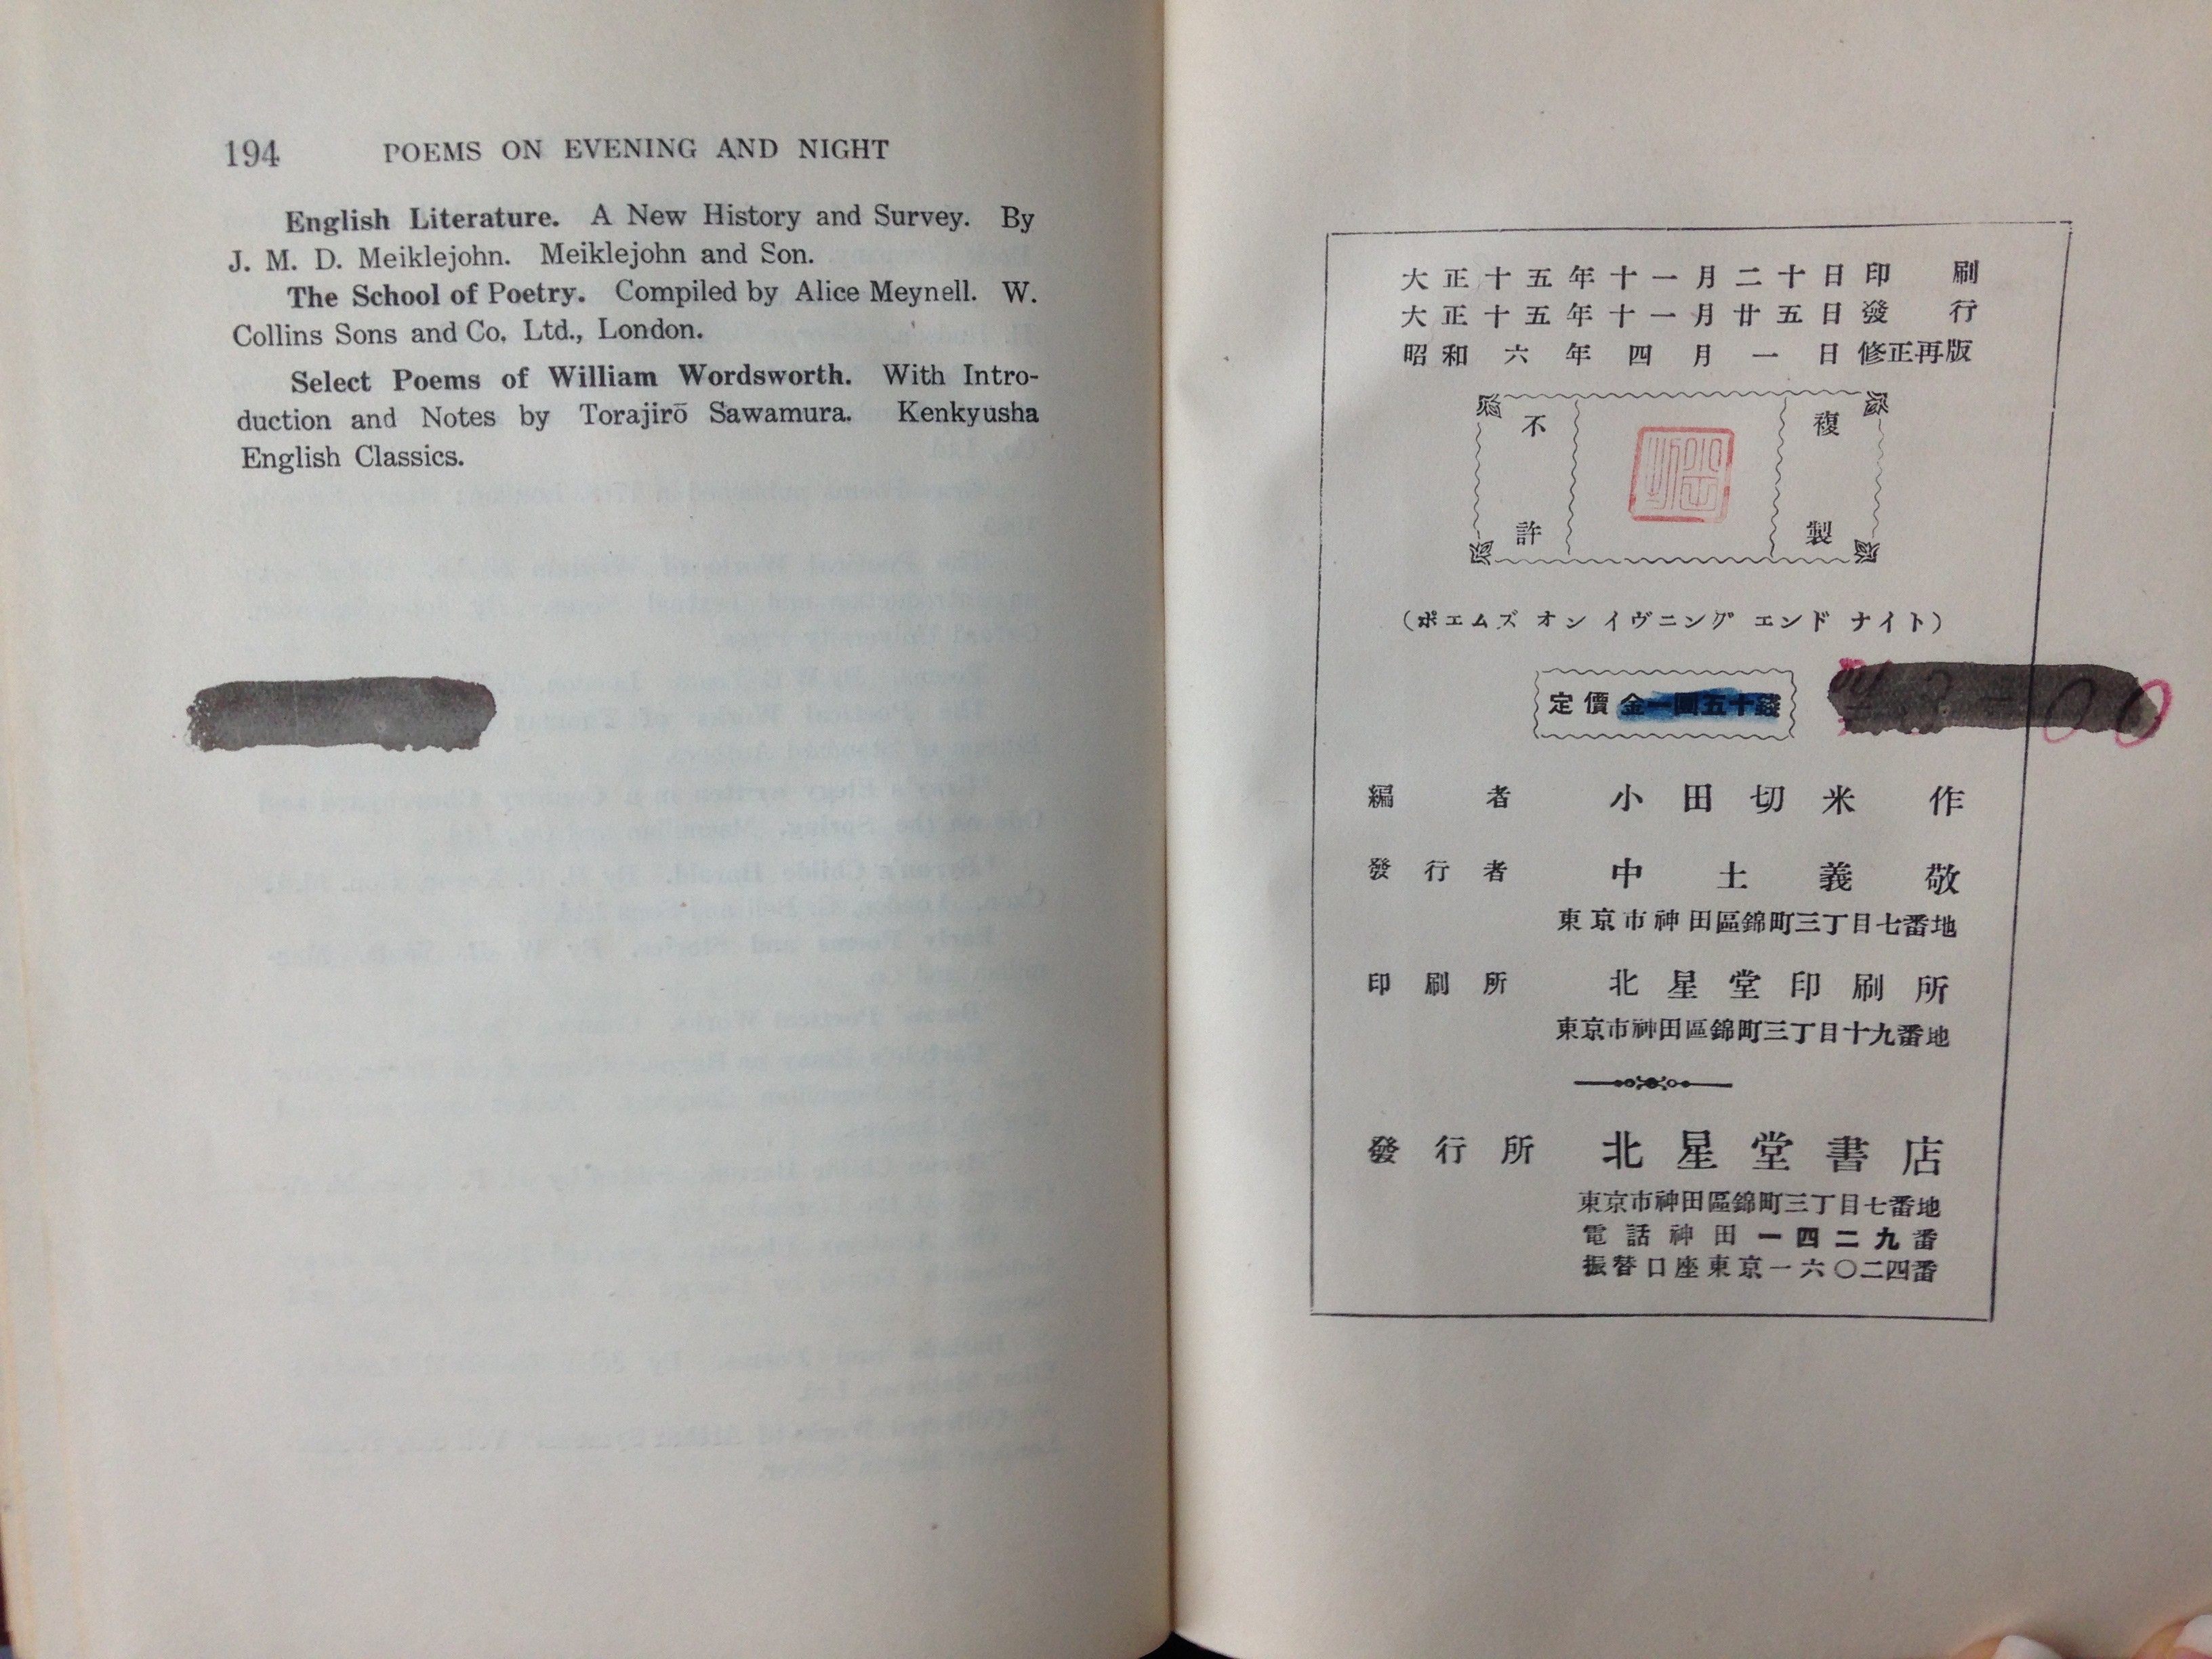 194 POEMS ON EVENING AND NIGHT
English Literature. A New History and Survey. By
J. M. D. Meiklejohn. Meiklejohn and Son.
The School of Poetry. Compiled by Alice Meynell. W.
Collins Sons and Co. Ltd., London.
Select Poems of William Wordsworth. With Intro-
duction and Notes by Torajirō Sawamura. Kenkyusha
English Classics.
大正十五年十一月二十日印刷
大正十五年十一月廿五日發行
昭和六年四月一日修正再版
不許 複製
(ポエムズ オン イヴニング エンド ナイト)
定價金一圓五十錢
編者 小田切米作
發行者 中土義敬
東京市神田區錦町三丁目七番地
印刷所 北星堂印刷所
東京市神田區錦町三丁目十九番地
發行所 北星堂書店
東京市神田區錦町三丁目七番地
電話神田一四二九番
振替口座東京一六〇二四番